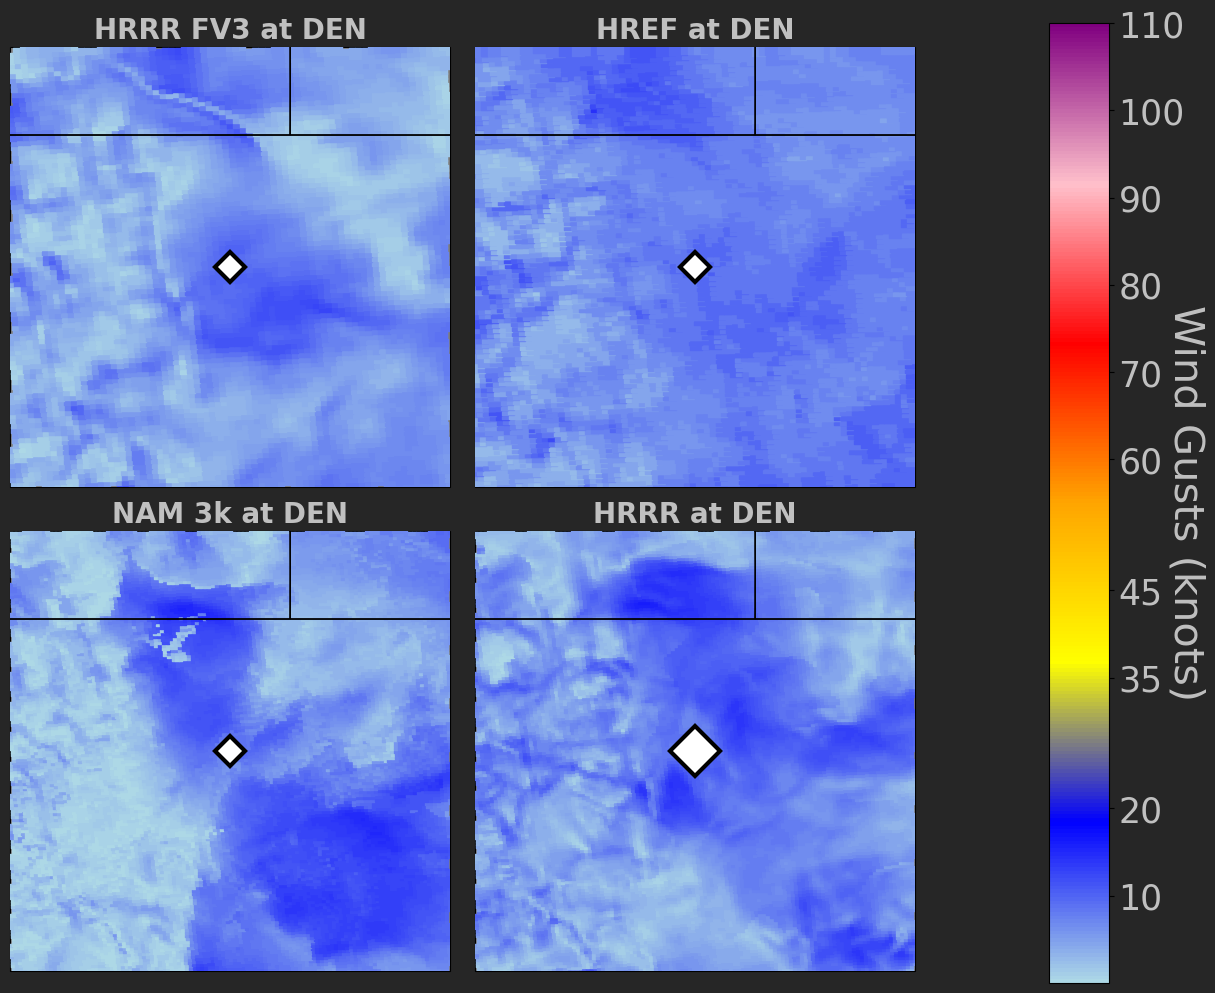 HRRR FV3 at DEN
HREF at DEN
NAM 3k at DEN
HRRR at DEN
110
100
90
80
70
60
45
35
20
10
Wind Gusts (knots)